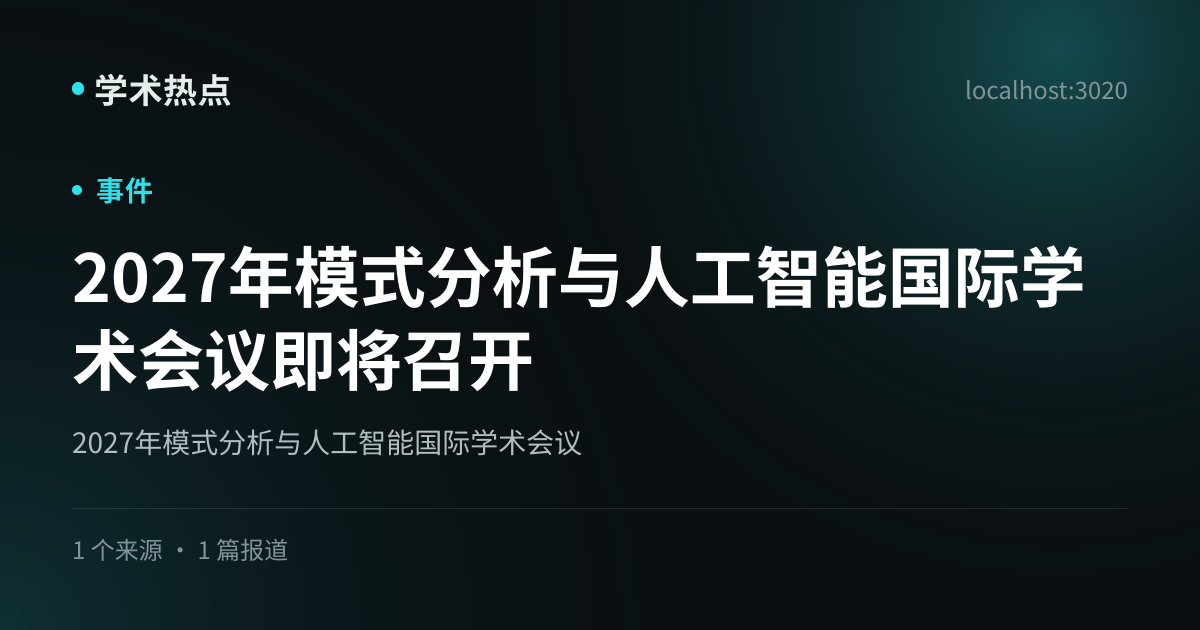 学术热点
localhost:3020
事件
2027年模式分析与人工智能国际学
术会议即将召开
2027年模式分析与人工智能国际学术会议
1 个来源 · 1 篇报道